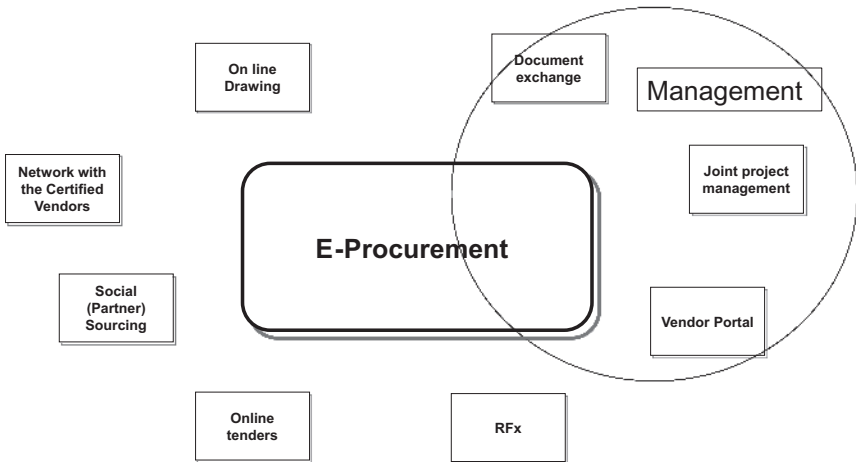 On line
Drawing
Document
exchange
Management
Network with
the Certified
Vendors
Joint project
management
E-Procurement
Social
(Partner)
Sourcing
Vendor Portal
Online
tenders
RFx